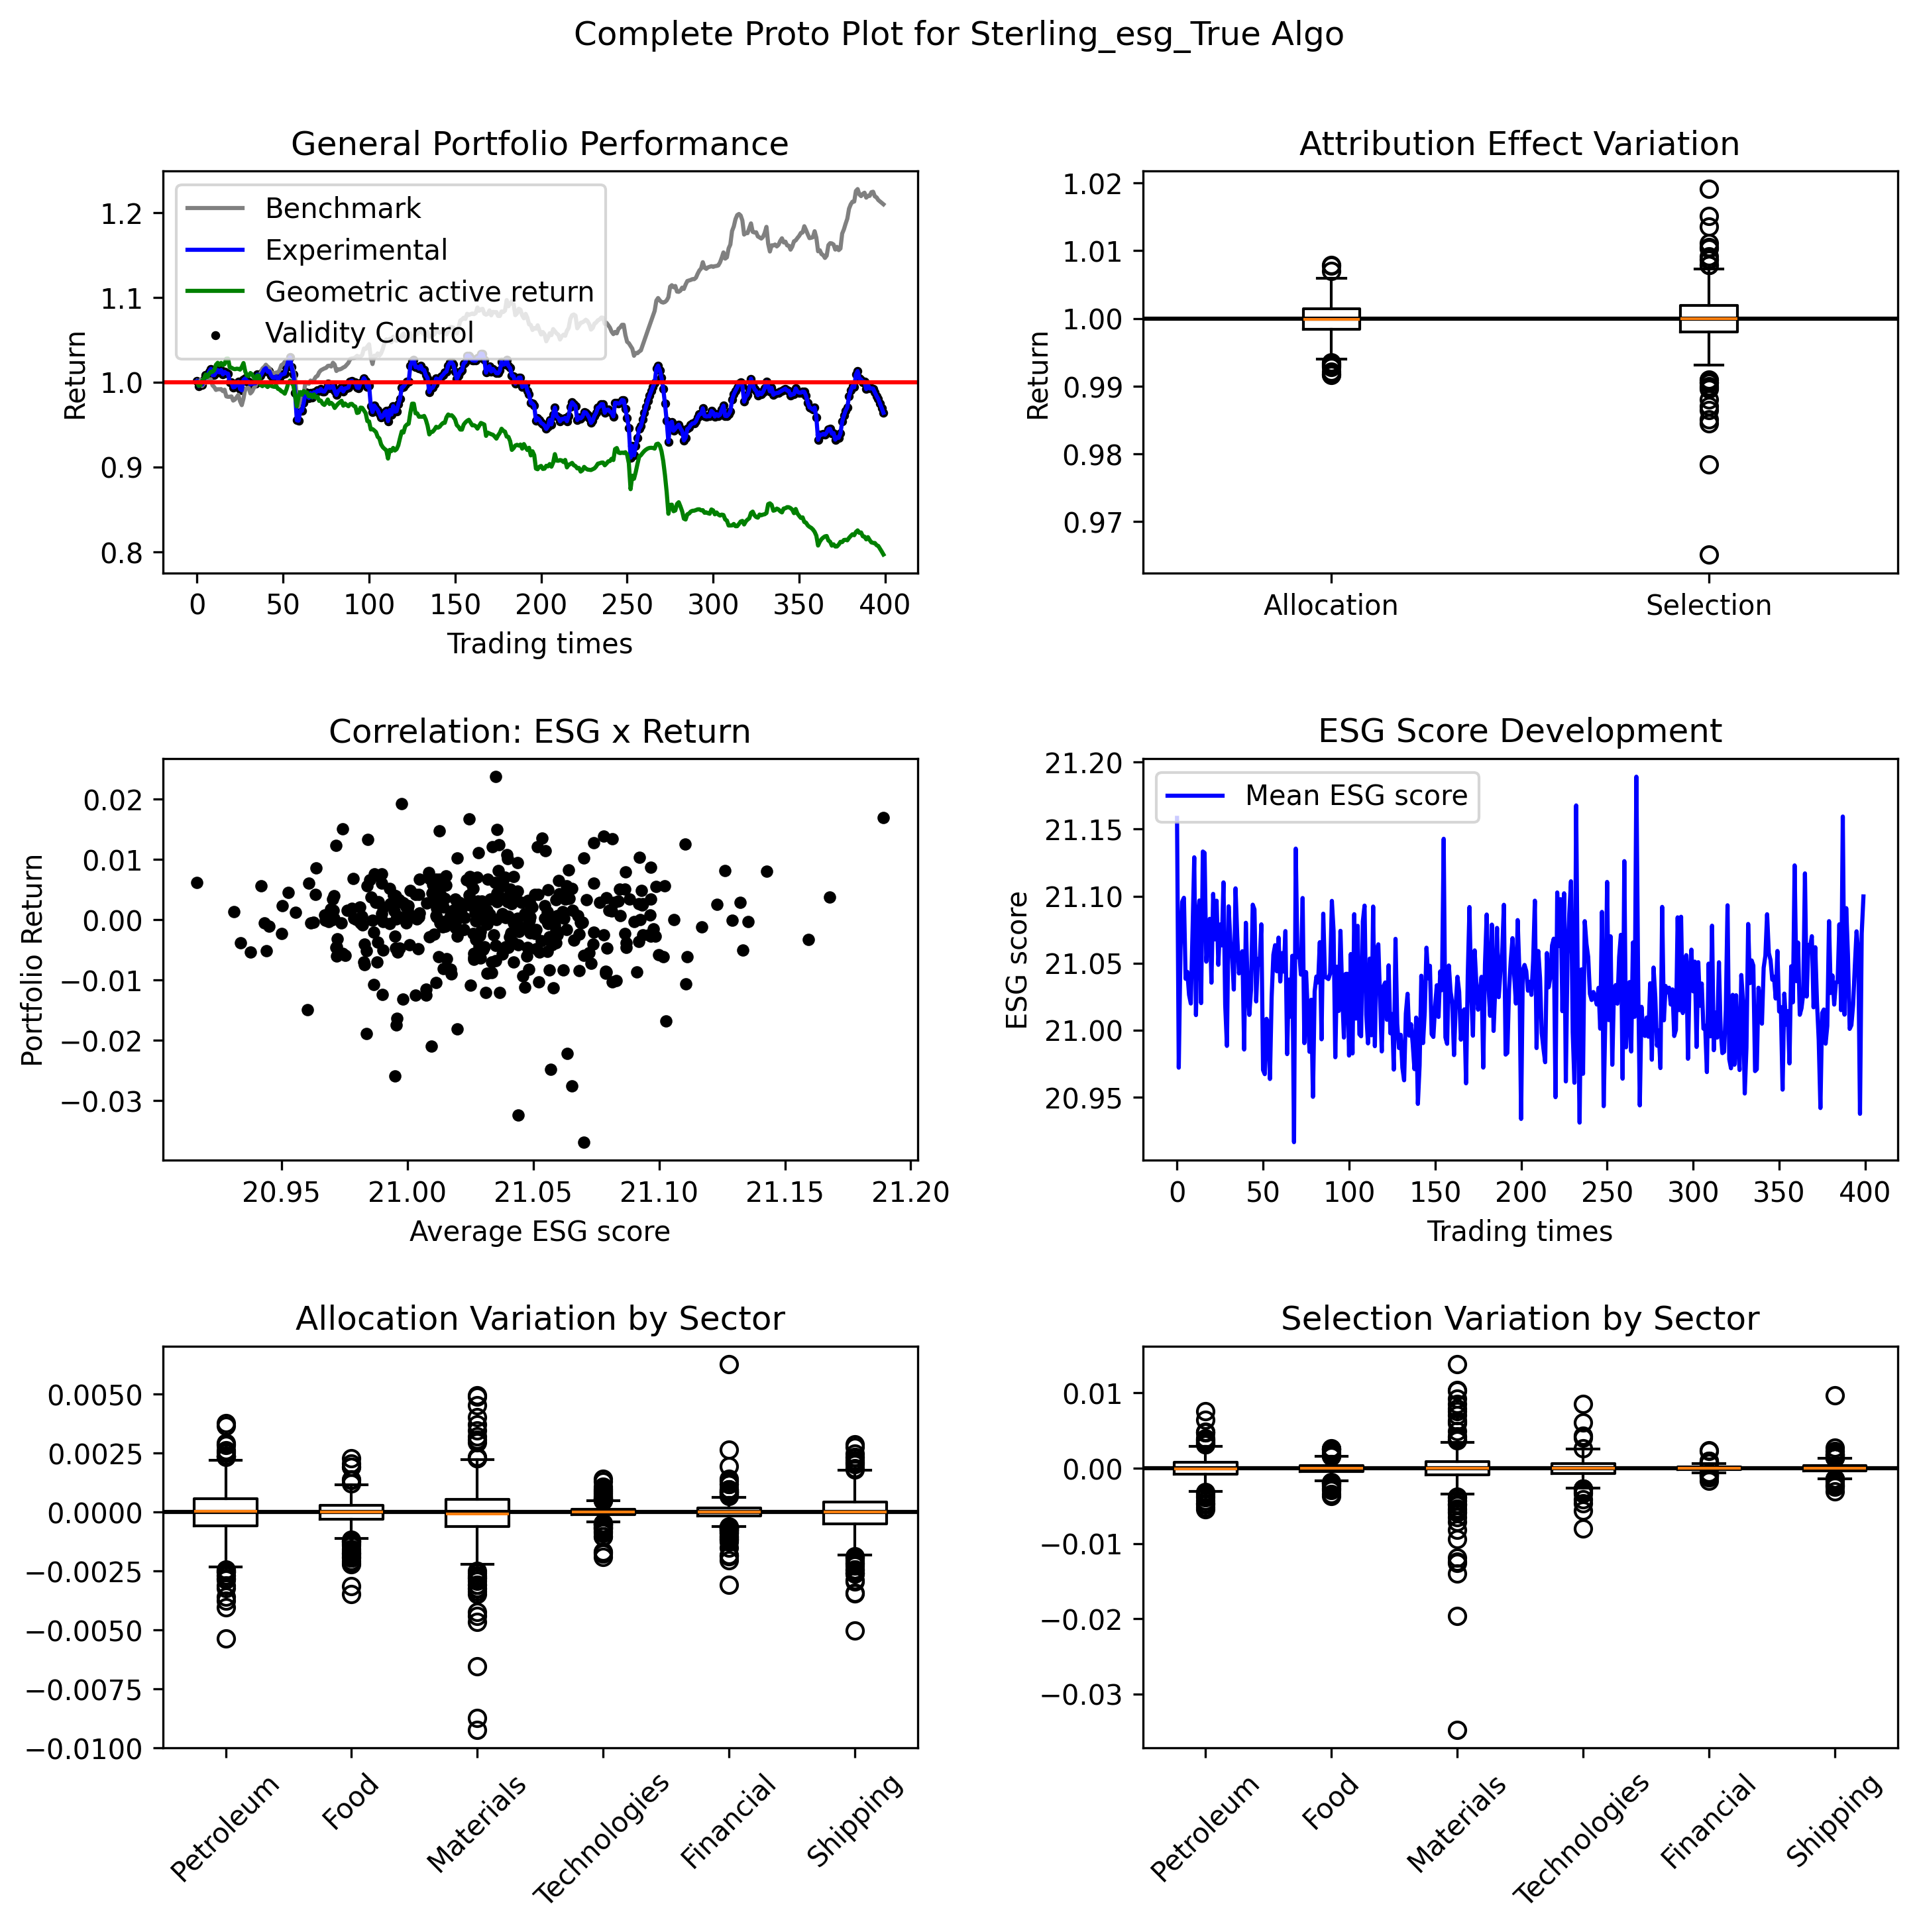 Complete Proto Plot for Sterling_esg_True Algo
General Portfolio Performance
Return
1.2
1.1
1.0
0.9
0.8
Benchmark
Experimental
Geometric active return
Validity Control
0 50 100 150 200 250 300 350 400
Trading times
Attribution Effect Variation
Return
1.02
1.01
1.00
0.99
0.98
0.97
Allocation Selection
Correlation: ESG x Return
Portfolio Return
0.02
0.01
0.00
−0.01
−0.02
−0.03
20.95 21.00 21.05 21.10 21.15 21.20
Average ESG score
ESG Score Development
ESG score
21.20
21.15
21.10
21.05
21.00
20.95
Mean ESG score
0 50 100 150 200 250 300 350 400
Trading times
Allocation Variation by Sector
0.0050
0.0025
0.0000
−0.0025
−0.0050
−0.0075
−0.0100
Petroleum
Food
Materials
Technologies
Financial
Shipping
Selection Variation by Sector
0.01
0.00
−0.01
−0.02
−0.03
Petroleum
Food
Materials
Technologies
Financial
Shipping